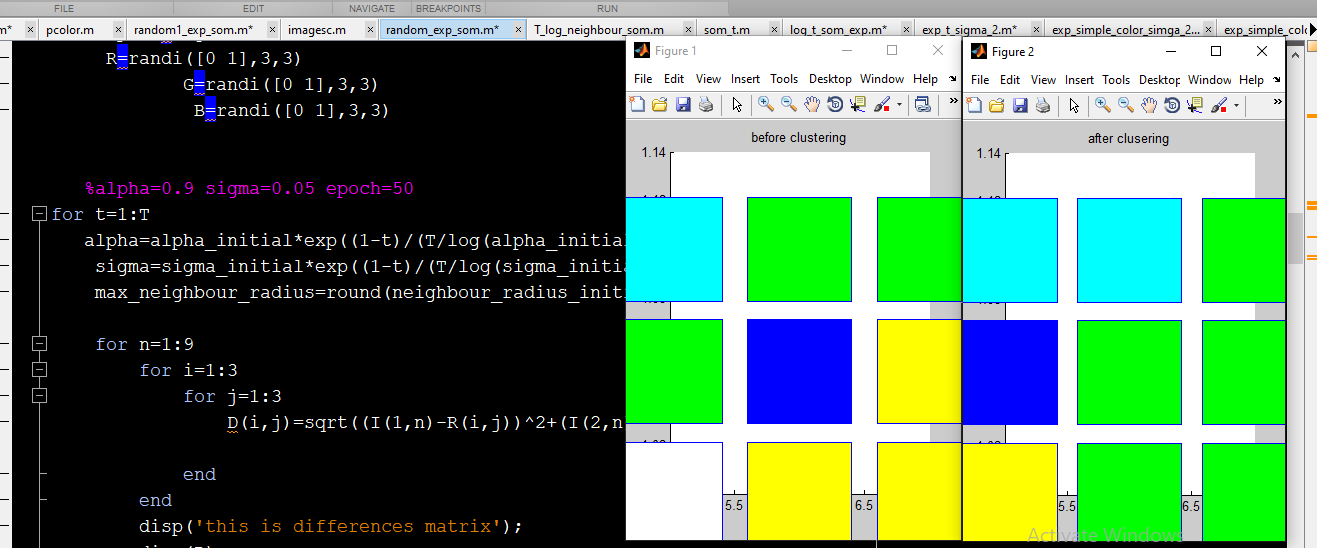 FILE EDIT NAVIGATE BREAKPOINTS RUN
m* × pcolor.m × random1_exp_som.m* × imagesc.m × random_exp_som.m* × T_log_neighbour_som.m × som_t.m × log_t_som_exp.m* × exp_t_sigma_2.m* × exp_simple_color_simga_2... × exp_simple_colo
R=randi([0 1],3,3)
G=randi([0 1],3,3)
B=randi([0 1],3,3)
%alpha=0.9 sigma=0.05 epoch=50
for t=1:T
alpha=alpha_initial*exp((1-t)/(T/log(alpha_initial
sigma=sigma_initial*exp((1-t)/(T/log(sigma_initia
max_neighbour_radius=round(neighbour_radius_init
for n=1:9
for i=1:3
for j=1:3
D(i,j)=sqrt((I(1,n)-R(i,j))^2+(I(2,n
end
end
disp('this is differences matrix');
Figure 1
File Edit View Insert Tools Desktop Window Help
before clustering
1.14
5.5 6.5
Figure 2
File Edit View Insert Tools Desktop Window Help
after clusering
1.14
5.5 6.5
Activate Windows